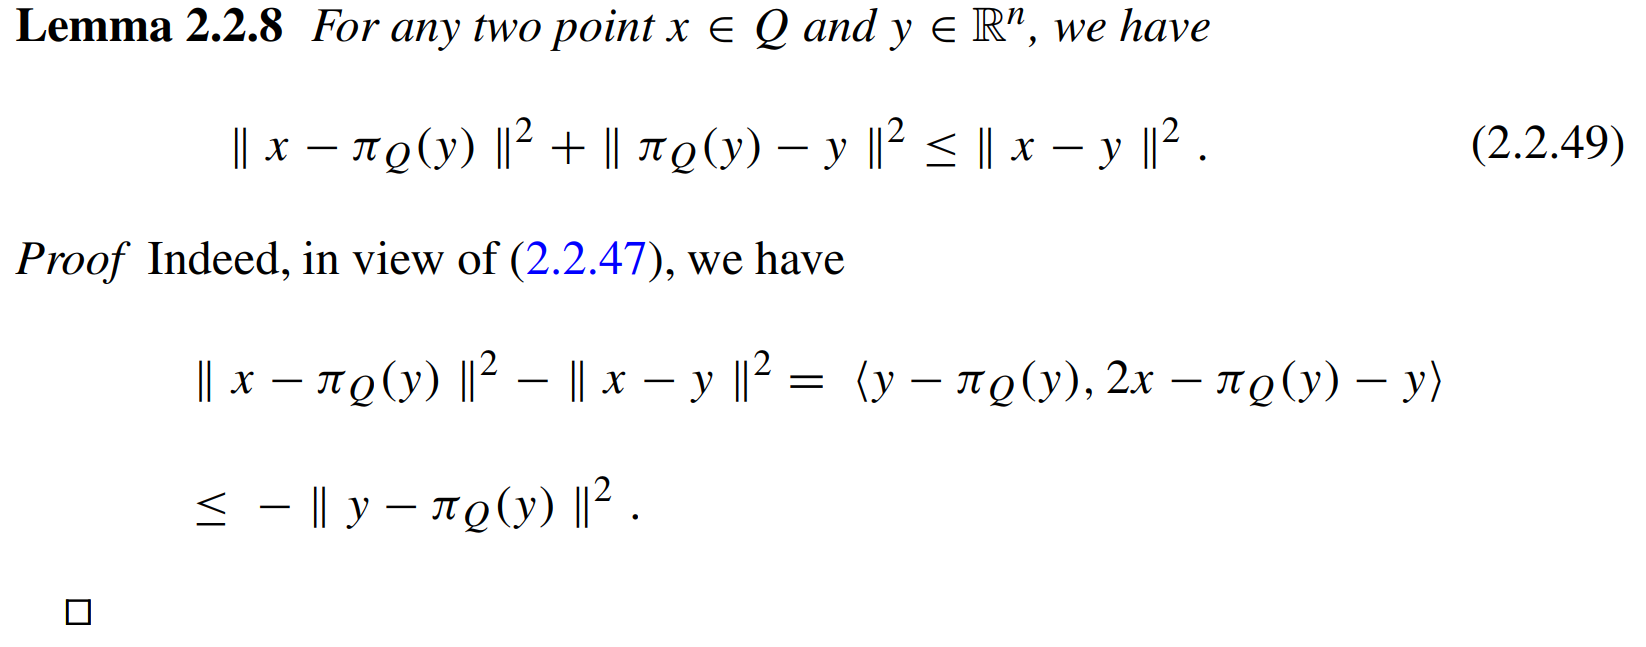 Lemma 2.2.8 For any two point x ∈ Q and y ∈ ℝⁿ, we have
‖ x − π_Q(y) ‖² + ‖ π_Q(y) − y ‖² ≤ ‖ x − y ‖² . (2.2.49)
Proof Indeed, in view of (2.2.47), we have
‖ x − π_Q(y) ‖² − ‖ x − y ‖² = ⟨y − π_Q(y), 2x − π_Q(y) − y⟩
≤ − ‖ y − π_Q(y) ‖² .
□